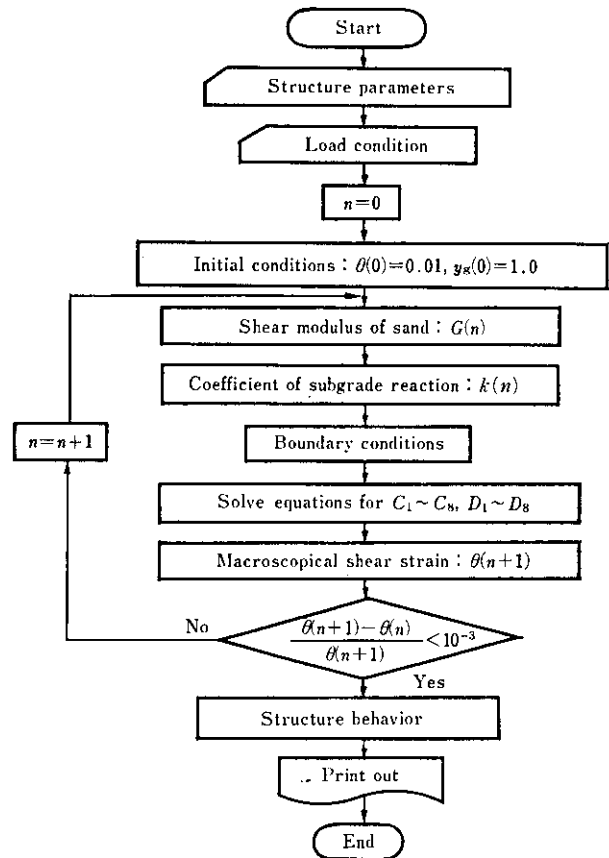 Start
Structure parameters
Load condition
n=0
Initial conditions : θ(0)=0.01, yg(0)=1.0
Shear modulus of sand : G(n)
Coefficient of subgrade reaction : k(n)
n=n+1
Boundary conditions
Solve equations for C₁~C₈, D₁~D₈
Macroscopical shear strain : θ(n+1)
No
θ(n+1)−θ(n)
θ(n+1)
<10⁻³
Yes
Structure behavior
Print out
End